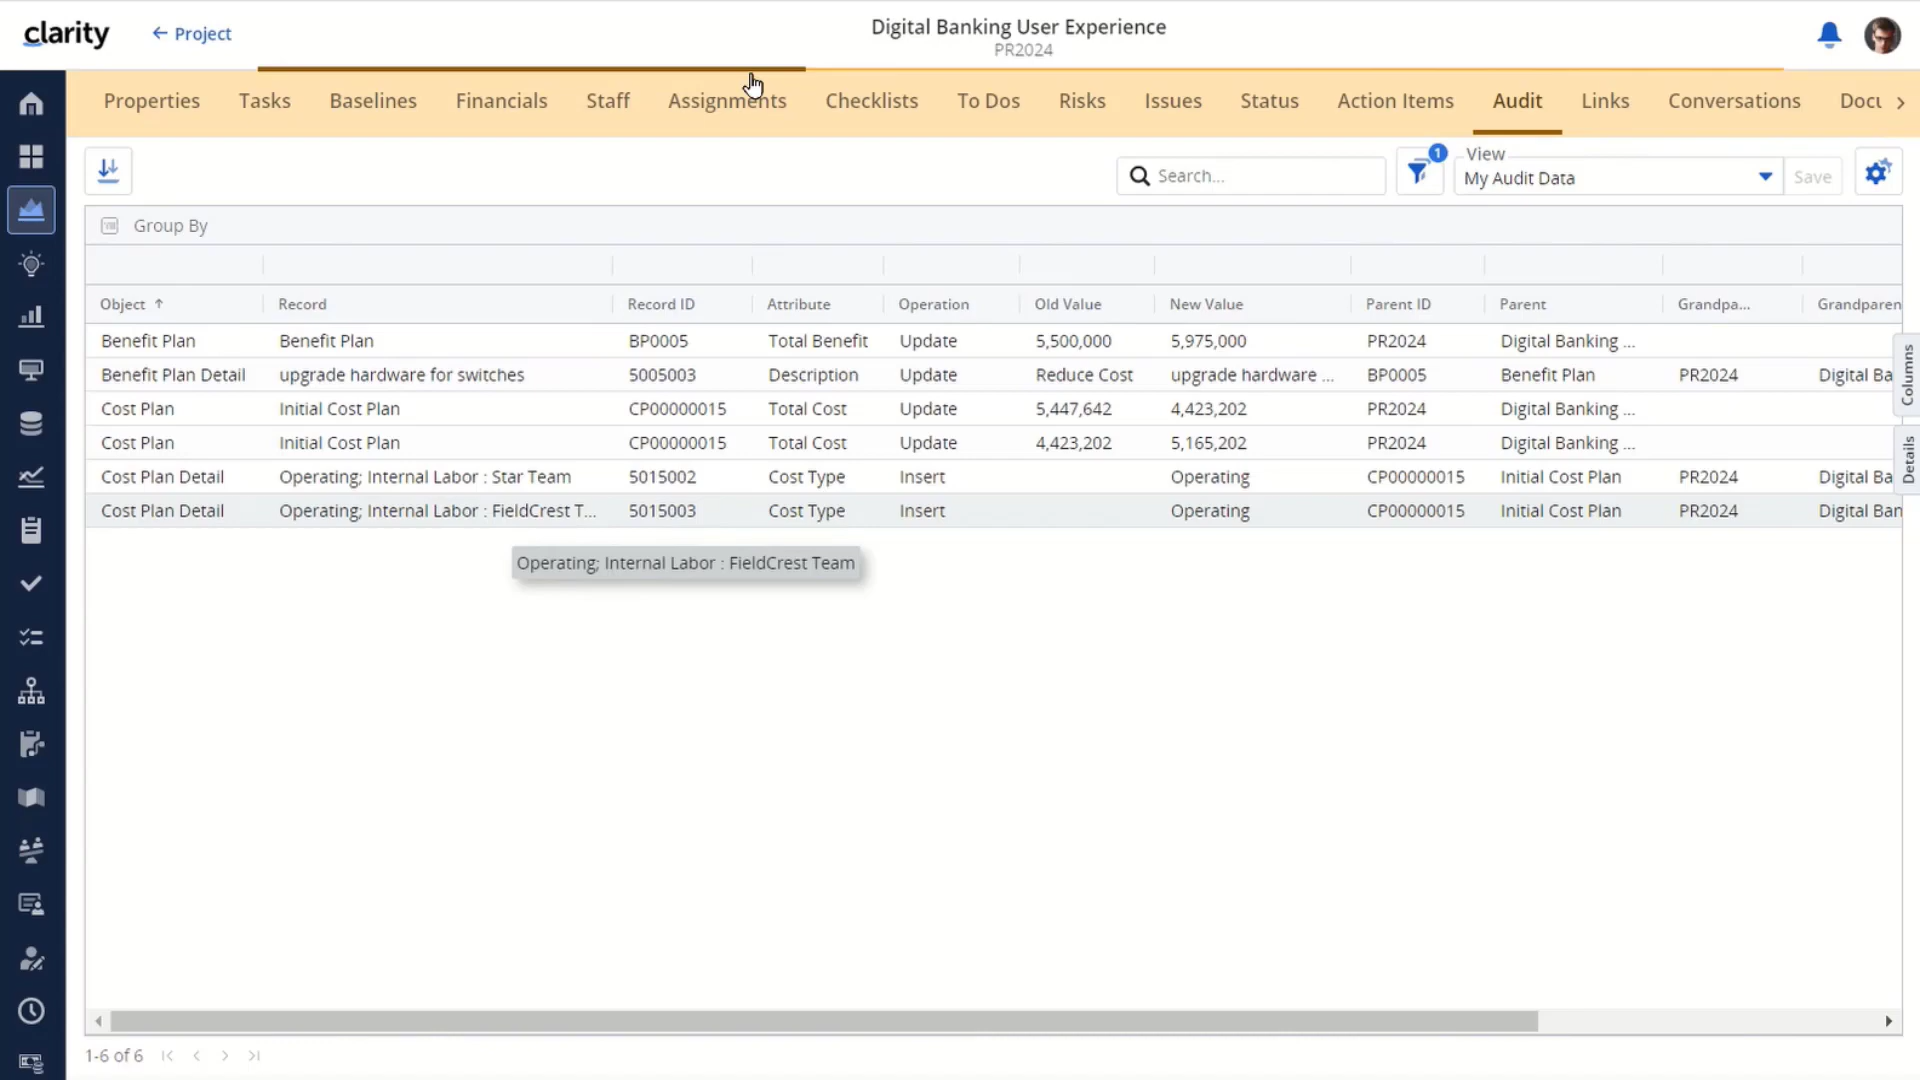 clarity
← Project
Digital Banking User Experience
PR2024
Properties Tasks Baselines Financials Staff Assignments Checklists To Dos Risks Issues Status Action Items Audit Links Conversations Docu
Search...
1
View
My Audit Data
Save
Group By
Object ↑ Record Record ID Attribute Operation Old Value New Value Parent ID Parent Grandpa... Grandparen
Benefit Plan Benefit Plan BP0005 Total Benefit Update 5,500,000 5,975,000 PR2024 Digital Banking ...
Benefit Plan Detail upgrade hardware for switches 5005003 Description Update Reduce Cost upgrade hardware ... BP0005 Benefit Plan PR2024 Digital Ba
Cost Plan Initial Cost Plan CP00000015 Total Cost Update 5,447,642 4,423,202 PR2024 Digital Banking ...
Cost Plan Initial Cost Plan CP00000015 Total Cost Update 4,423,202 5,165,202 PR2024 Digital Banking ...
Cost Plan Detail Operating; Internal Labor : Star Team 5015002 Cost Type Insert Operating CP00000015 Initial Cost Plan PR2024 Digital Ba
Cost Plan Detail Operating; Internal Labor : FieldCrest T... 5015003 Cost Type Insert Operating CP00000015 Initial Cost Plan PR2024 Digital Ban
Operating; Internal Labor : FieldCrest Team
Columns
Details
1-6 of 6